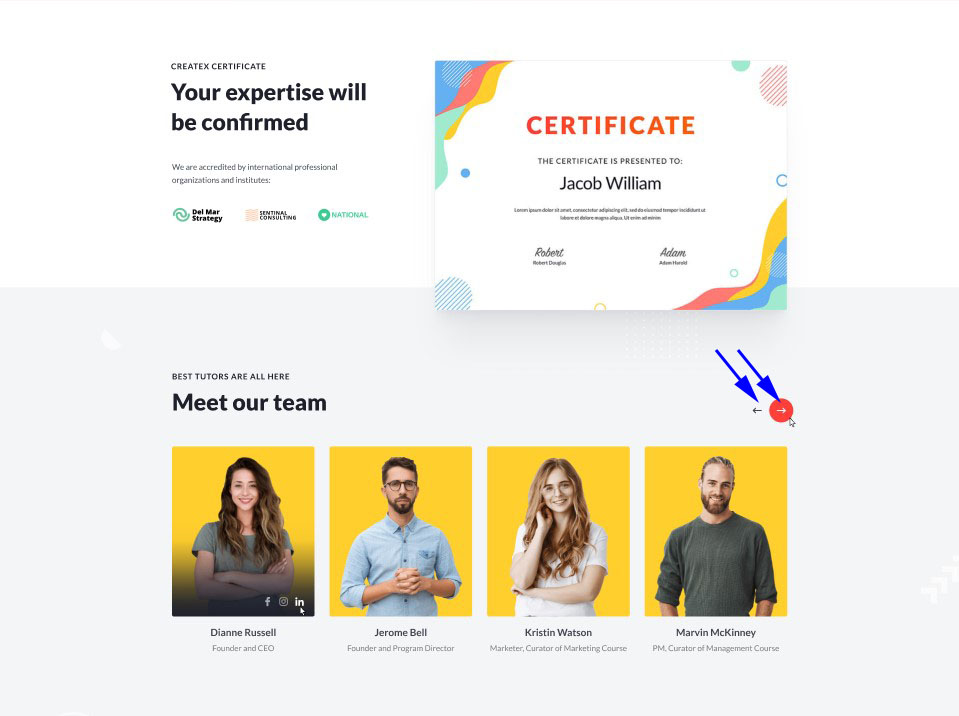 CREATEX CERTIFICATE
Your expertise will
be confirmed
We are accredited by international professional
organizations and institutes:
Del Mar
Strategy
SENTINAL
CONSULTING
NATIONAL
CERTIFICATE
THE CERTIFICATE IS PRESENTED TO:
Jacob William
Lorem ipsum dolor sit amet, consectetur adipiscing elit, sed do eiusmod tempor incididunt ut
labore et dolore magna aliqua. Ut enim ad minim
Robert
Robert Douglas
Adam
Adam Harold
BEST TUTORS ARE ALL HERE
Meet our team
f in
Dianne Russell
Founder and CEO
Jerome Bell
Founder and Program Director
Kristin Watson
Marketer, Curator of Marketing Course
Marvin McKinney
PM, Curator of Management Course